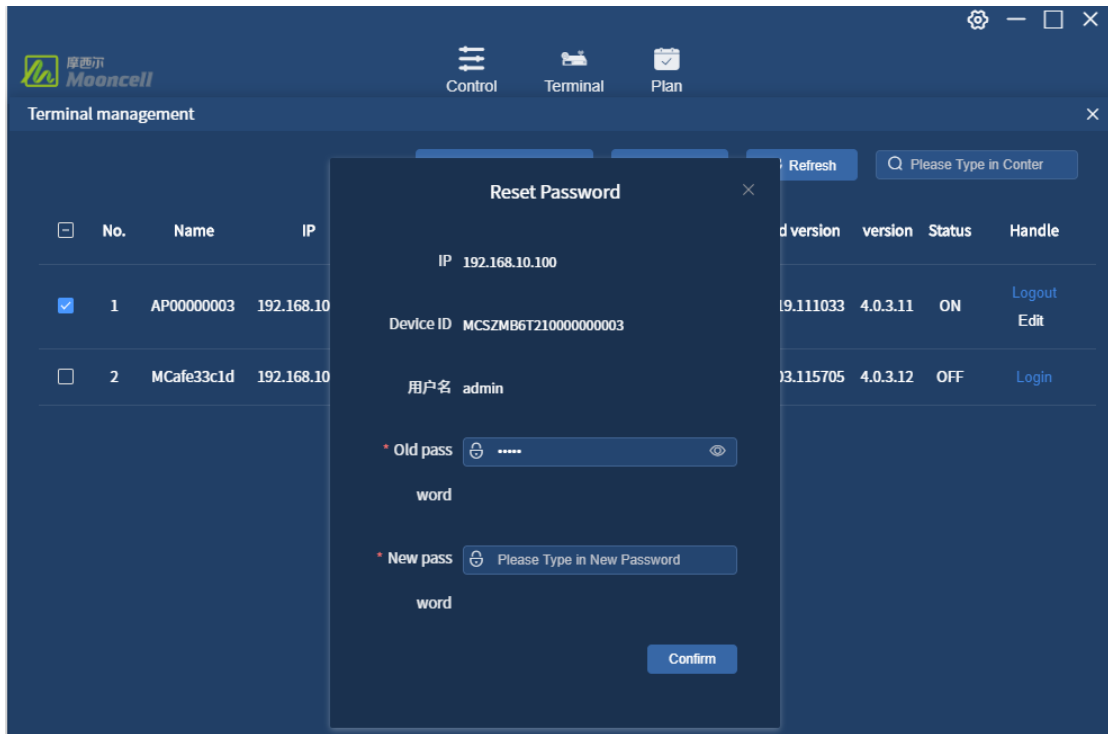 摩西尔
Mooncell
Control Terminal Plan
Terminal management
Refresh Please Type in Conter
Reset Password
No. Name IP d version version Status Handle
IP 192.168.10.100
1 AP00000003 192.168.10 19.111033 4.0.3.11 ON Logout
Edit
Device ID MCSZMB6T210000000003
2 MCafe33c1d 192.168.10 03.115705 4.0.3.12 OFF Login
用户名 admin
* Old pass •••••
word
* New pass Please Type in New Password
word
Confirm